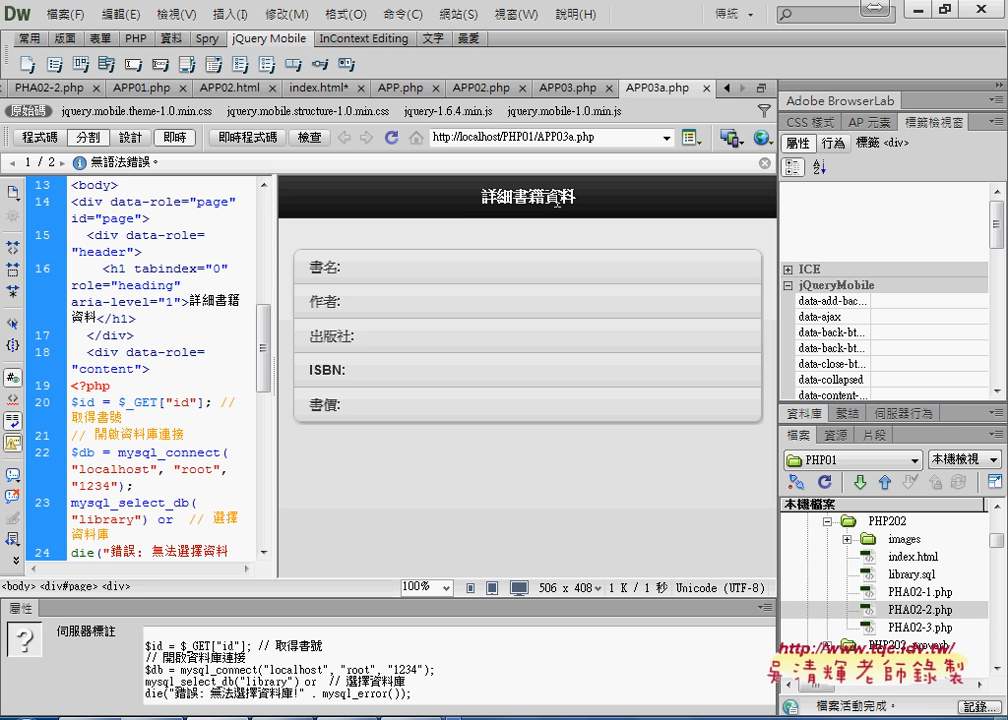 Dw 檔案(F) 編輯(E) 檢視(V) 插入(I) 修改(M) 格式(O) 命令(C) 網站(S) 視窗(W) 說明(H) 傳統
常用 版面 表單 PHP 資料 Spry jQuery Mobile InContext Editing 文字 最愛
PHA02-2.php × APP01.php × APP02.html × index.html* × APP.php × APP02.php × APP03.php × APP03a.php ×
原始碼 jquery.mobile.theme-1.0.min.css jquery.mobile.structure-1.0.min.css jquery-1.6.4.min.js jquery.mobile-1.0.min.js
程式碼 分割 設計 即時 即時程式碼 檢查 http://localhost/PHP01/APP03a.php
1 / 2 無語法錯誤。
13 <body>
14 <div data-role="page"
id="page">
15 <div data-role=
"header">
16 <h1 tabindex="0"
role="heading"
aria-level="1">詳細書籍
資料</h1>
17 </div>
18 <div data-role=
"content">
19 <?php
20 $id = $_GET["id"]; //
取得書號
21 // 開啟資料庫連接
22 $db = mysql_connect(
"localhost", "root",
"1234");
23 mysql_select_db(
"library") or // 選擇
資料庫
24 die("錯誤: 無法選擇資料
詳細書籍資料
書名:
作者:
出版社:
ISBN:
書價:
<body> <div#page> <div>
100% 506 x 408 1 K / 1 秒 Unicode (UTF-8)
屬性
伺服器標註
$id = $_GET["id"]; // 取得書號
// 開啟資料庫連接
$db = mysql_connect("localhost", "root", "1234");
mysql_select_db("library") or // 選擇資料庫
die("錯誤: 無法選擇資料庫!" . mysql_error());
Adobe BrowserLab
CSS 樣式 AP 元素 標籤檢視窗
屬性 行為 標籤 <div>
ICE
jQueryMobile
data-add-bac...
data-ajax
data-back-bt...
data-back-bt...
data-close-bt...
data-collapsed
data-content-...
資料庫 繫結 伺服器行為
檔案 資源 片段
PHP01 本機檢視
本機檔案
PHP202
images
index.html
library.sql
PHA02-1.php
PHA02-2.php
PHA02-3.php
http://www.tqc.idv.tw/
吳清輝老師錄製
檔案活動完成。 記錄...